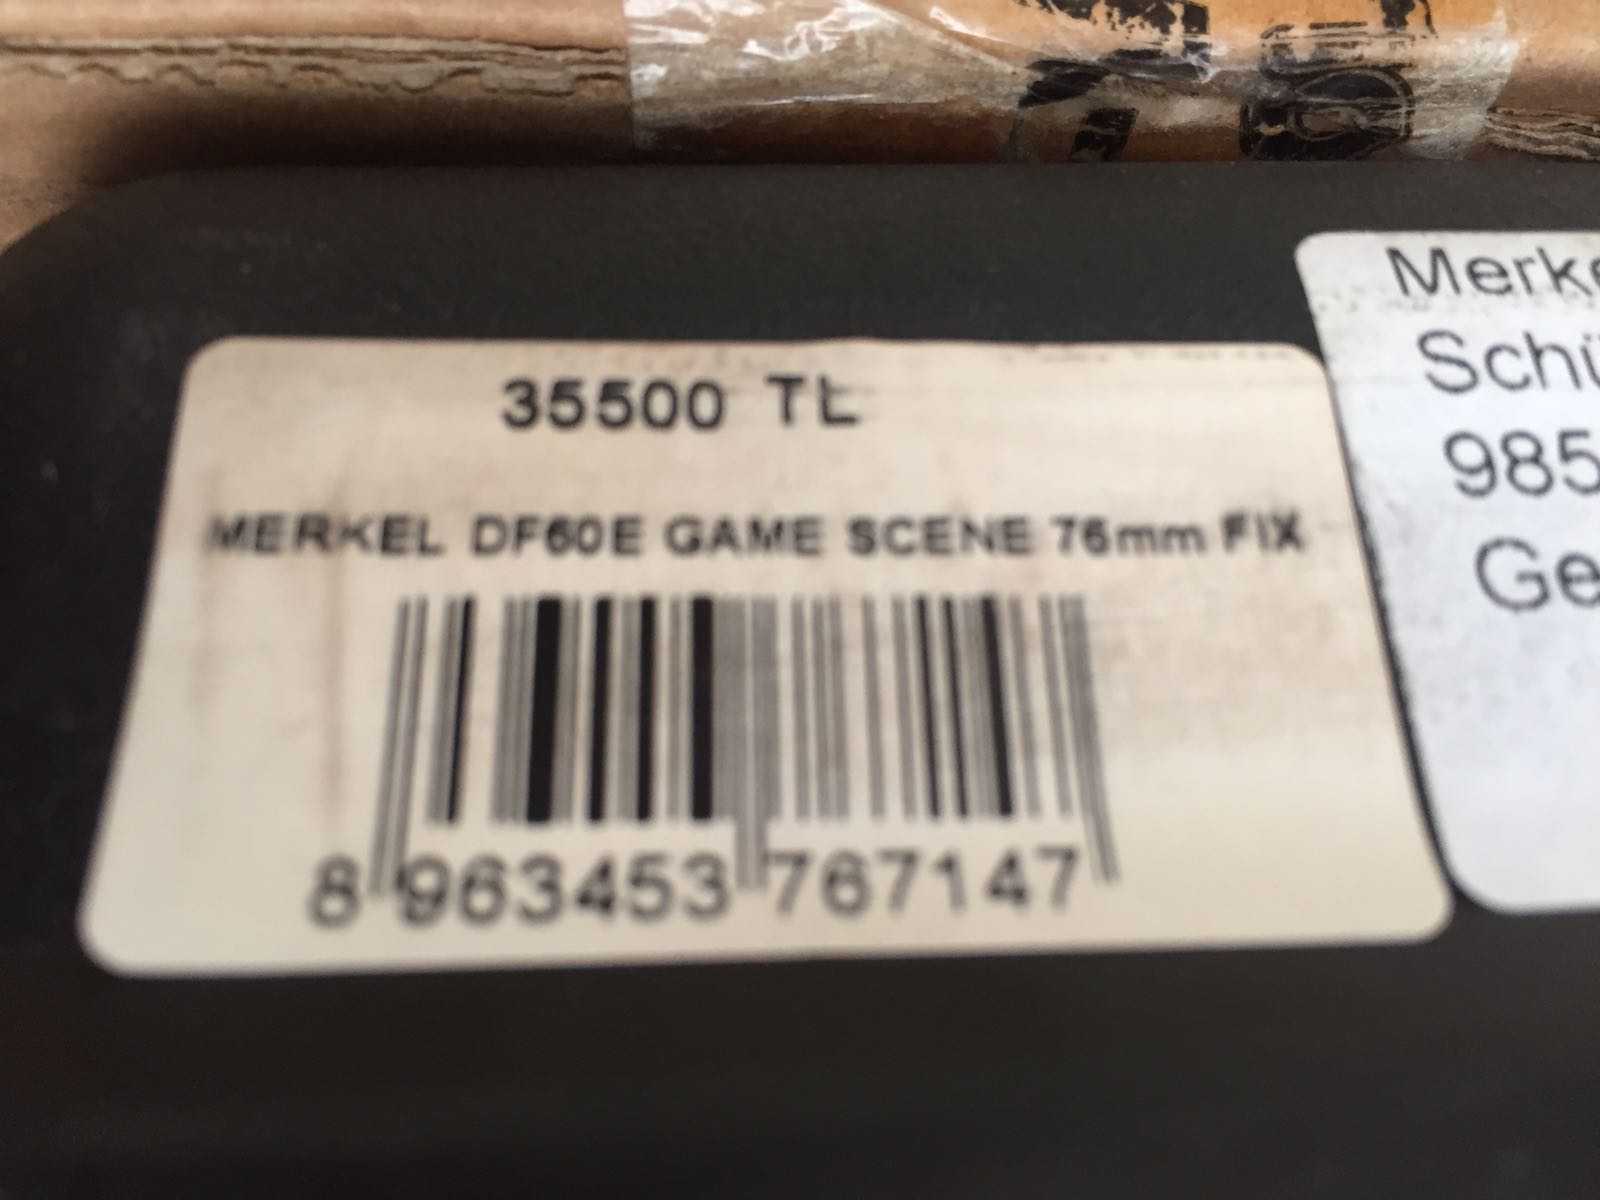 35500 TL
MERKEL DF60E GAME SCENE 76mm FIX
8 963453 767147
Merke
Schü
985
Ge